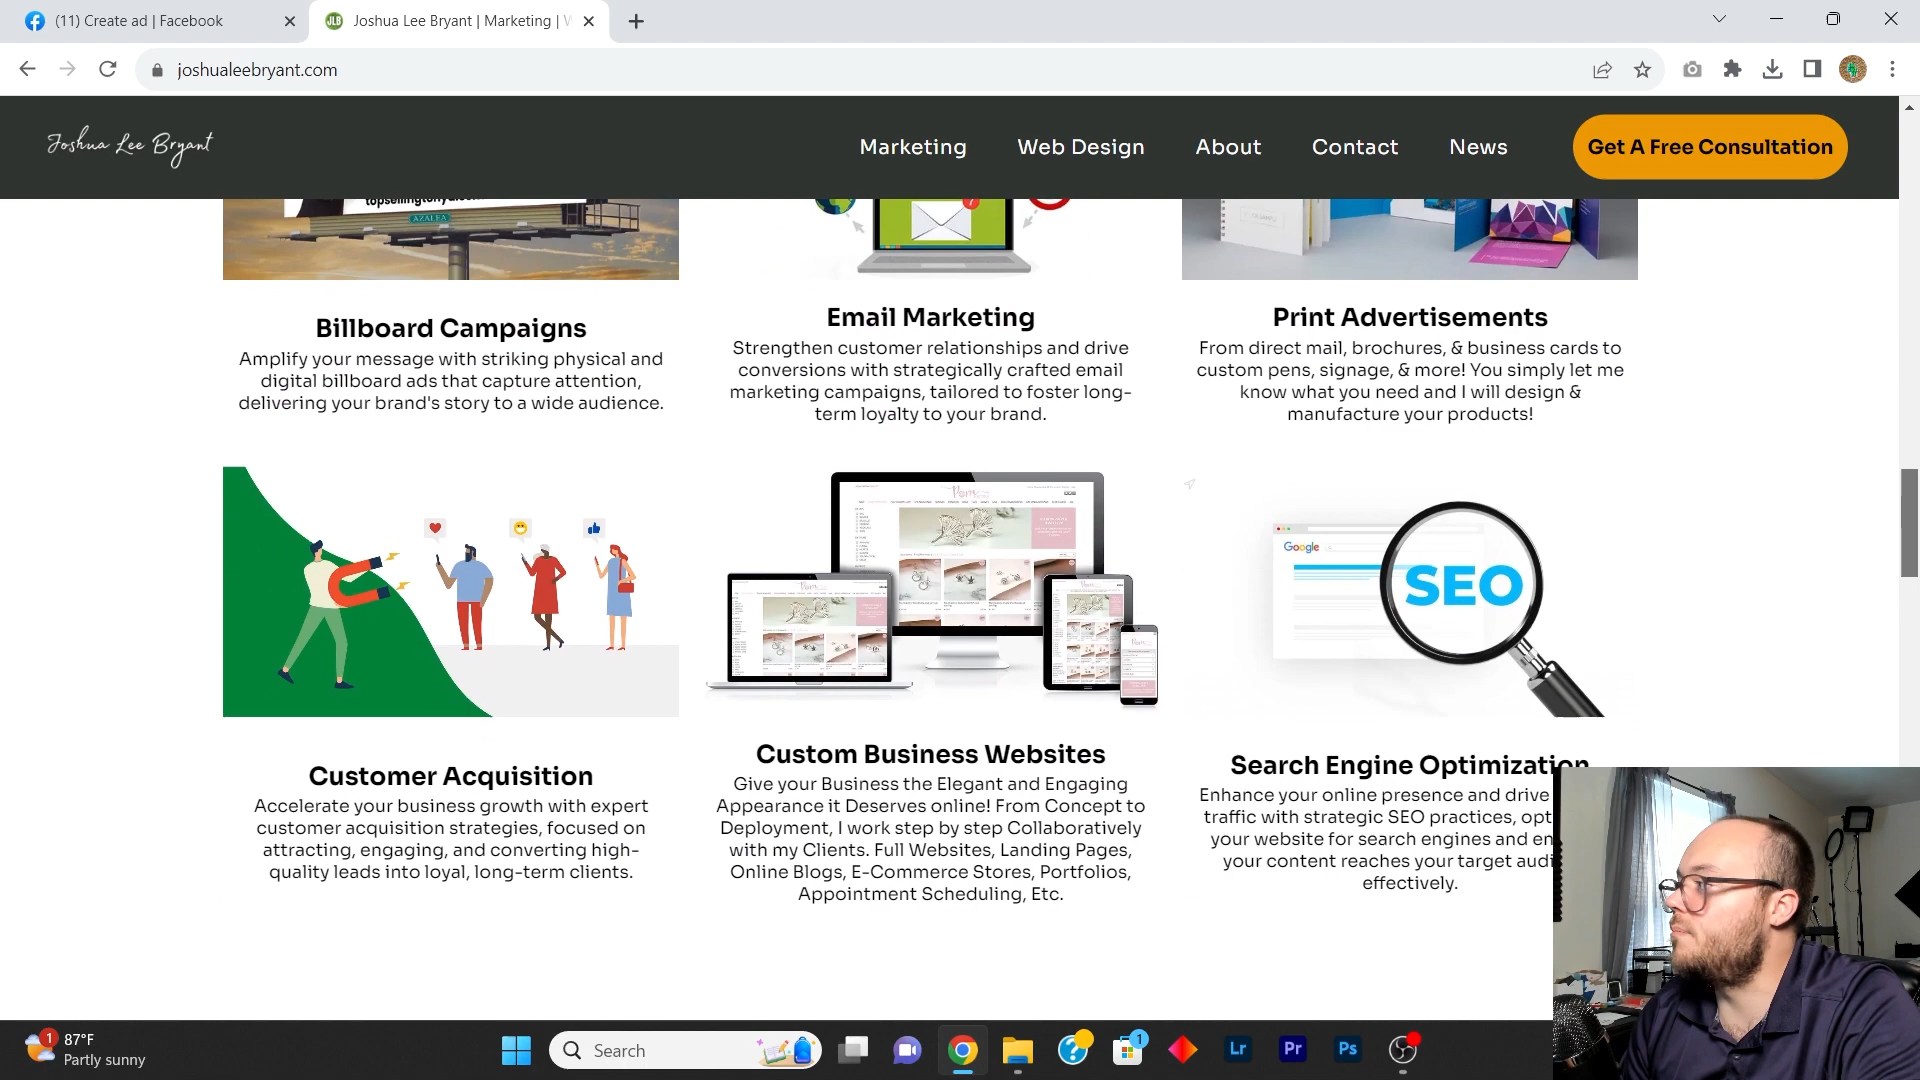 (11) Create ad | Facebook
Joshua Lee Bryant | Marketing |
joshualeebryant.com
Joshua Lee Bryant
Marketing
Web Design
About
Contact
News
Get A Free Consultation
AZALEA
Billboard Campaigns
Amplify your message with striking physical and
digital billboard ads that capture attention,
delivering your brand's story to a wide audience.
Email Marketing
Strengthen customer relationships and drive
conversions with strategically crafted email
marketing campaigns, tailored to foster long-
term loyalty to your brand.
Print Advertisements
From direct mail, brochures, & business cards to
custom pens, signage, & more! You simply let me
know what you need and I will design &
manufacture your products!
Google
SEO
Customer Acquisition
Accelerate your business growth with expert
customer acquisition strategies, focused on
attracting, engaging, and converting high-
quality leads into loyal, long-term clients.
Custom Business Websites
Give your Business the Elegant and Engaging
Appearance it Deserves online! From Concept to
Deployment, I work step by step Collaboratively
with my Clients. Full Websites, Landing Pages,
Online Blogs, E-Commerce Stores, Portfolios,
Appointment Scheduling, Etc.
Search Engine Optimization
Enhance your online presence and drive
traffic with strategic SEO practices, opt
your website for search engines and en
your content reaches your target audi
effectively.
1
87°F
Partly sunny
Search
1
Lr
Pr
Ps